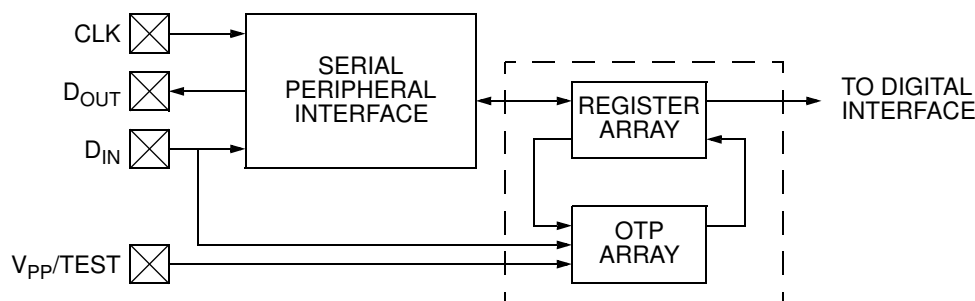 CLK
DOUT
DIN
VPP/TEST
SERIAL
PERIPHERAL
INTERFACE
REGISTER
ARRAY
OTP
ARRAY
TO DIGITAL
INTERFACE